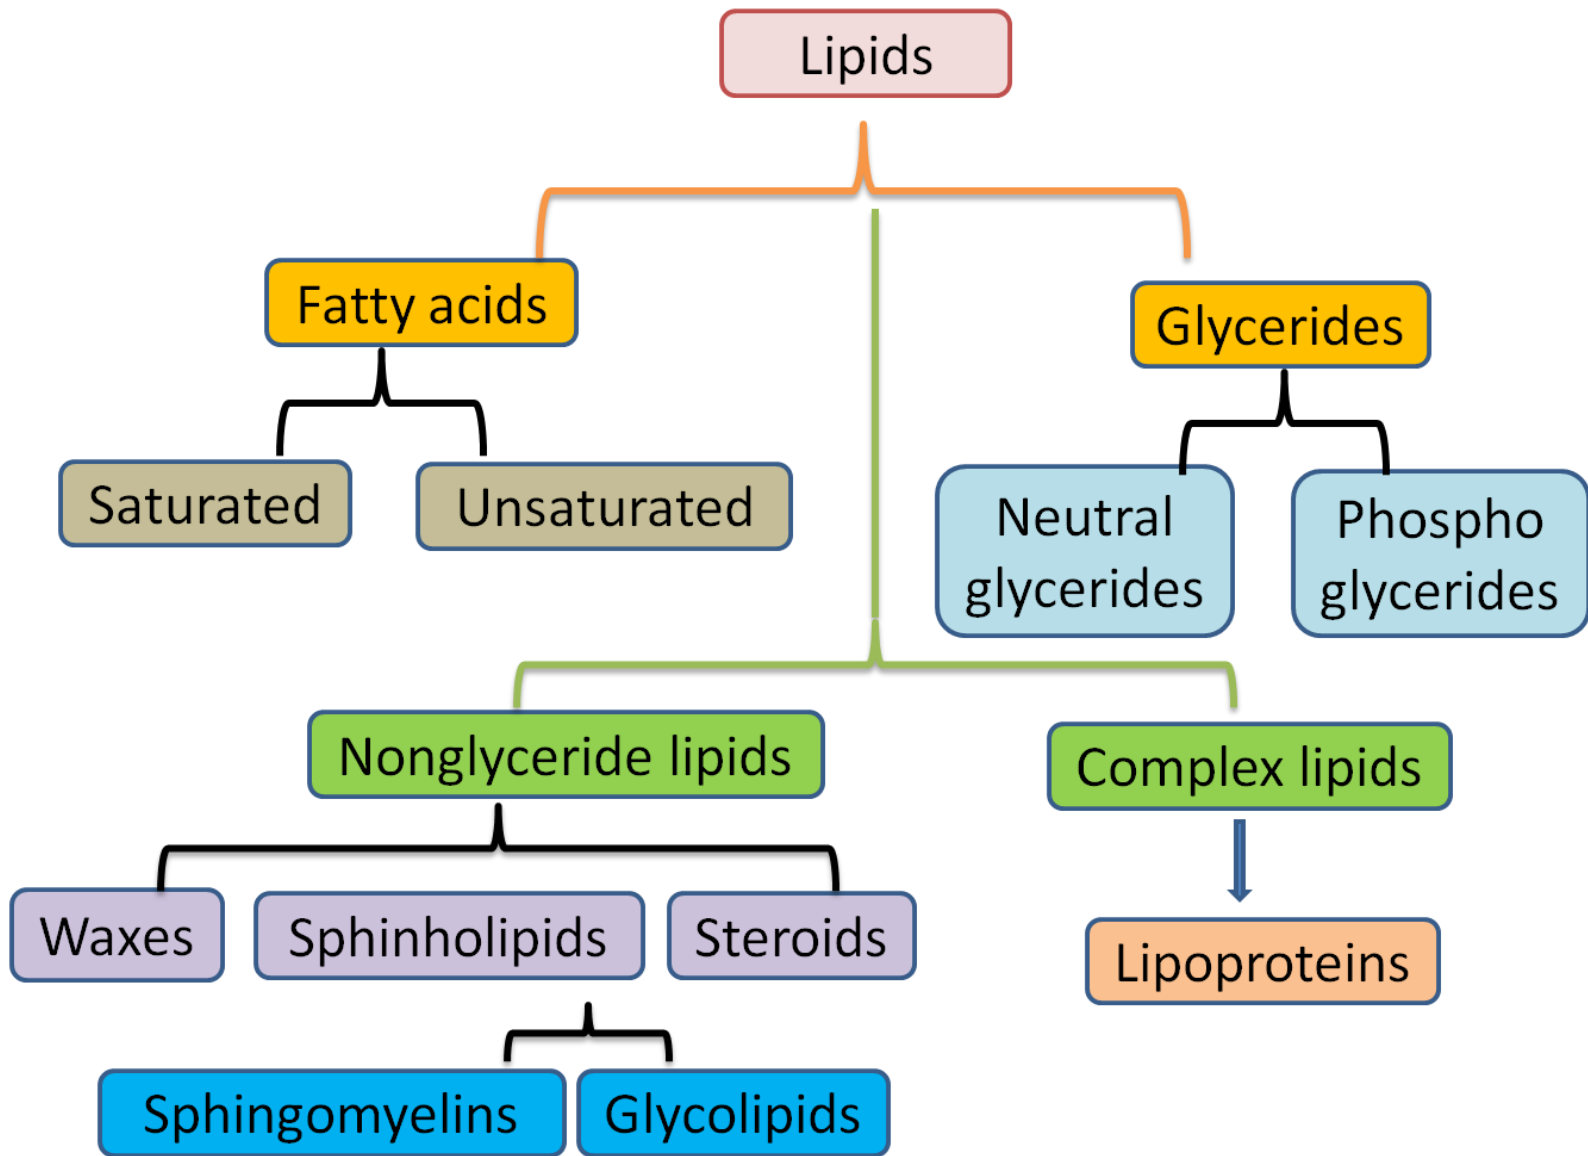 Lipids
Fatty acids
Glycerides
Saturated
Unsaturated
Neutral
glycerides
Phospho
glycerides
Nonglyceride lipids
Complex lipids
Waxes
Sphinholipids
Steroids
Lipoproteins
Sphingomyelins
Glycolipids